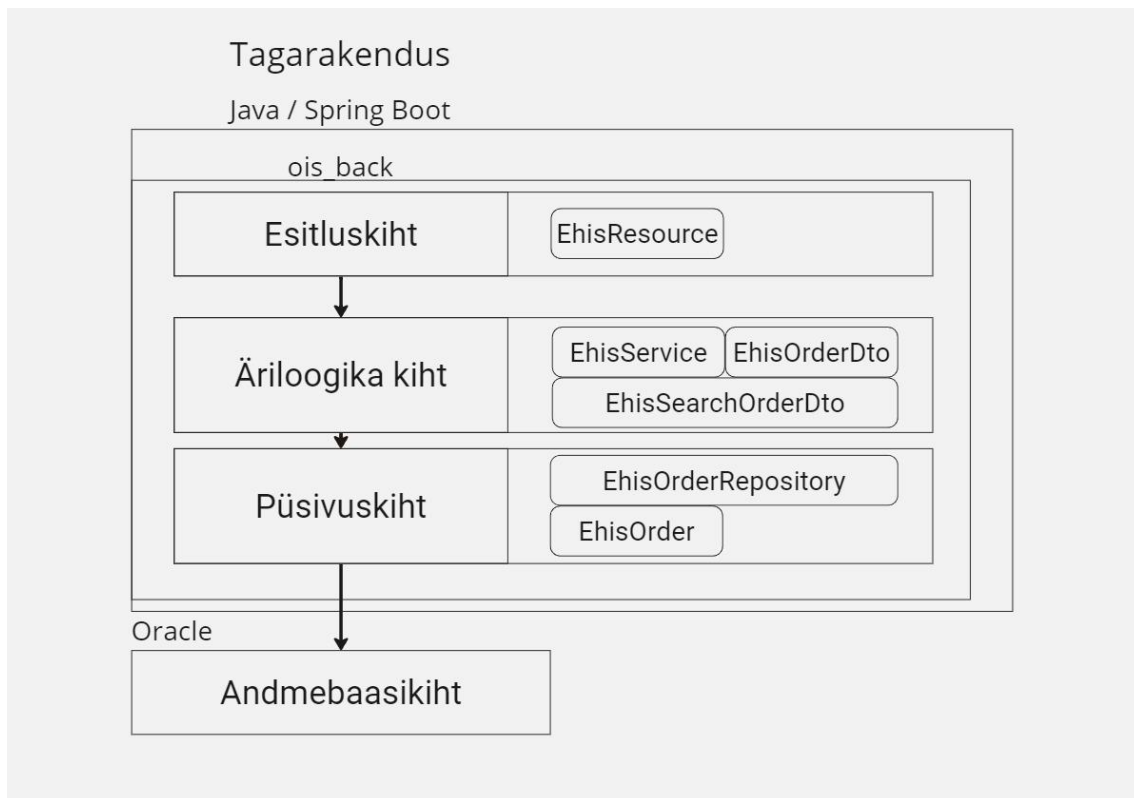 Tagarakendus
Java / Spring Boot
ois_back
Esitluskiht
EhisResource
Äriloogika kiht
EhisService
EhisOrderDto
EhisSearchOrderDto
Püsivuskiht
EhisOrderRepository
EhisOrder
Oracle
Andmebaasikiht